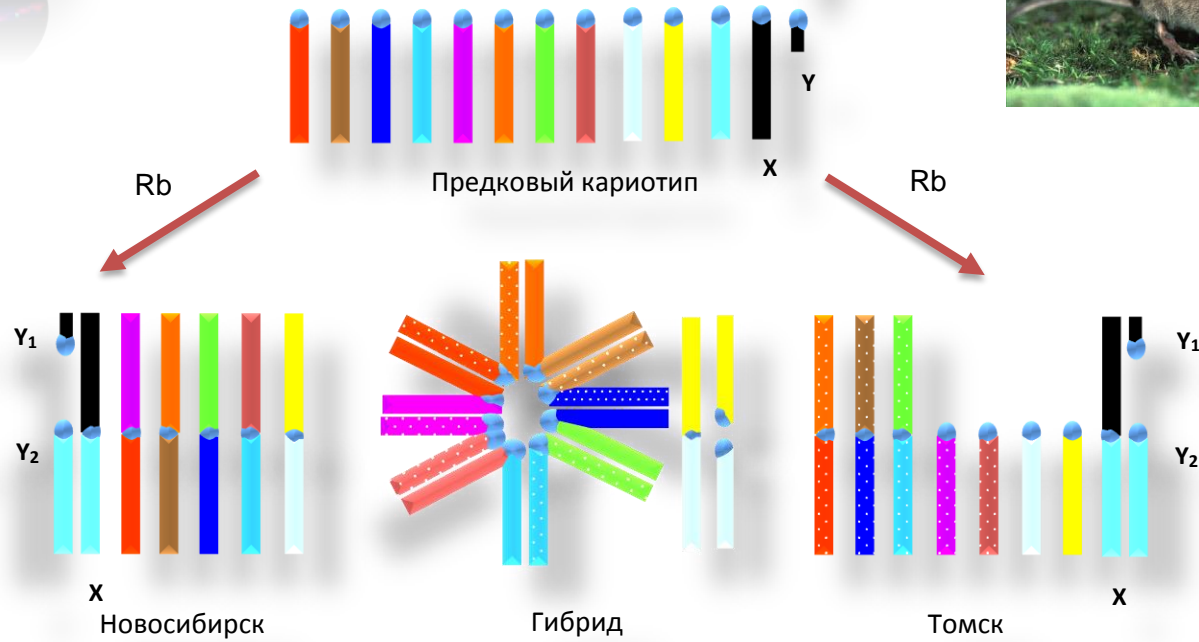 Y
X
Предковый кариотип
Rb
Rb
Y₁
Y₂
X
Новосибирск
Гибрид
Y₁
Y₂
X
Томск